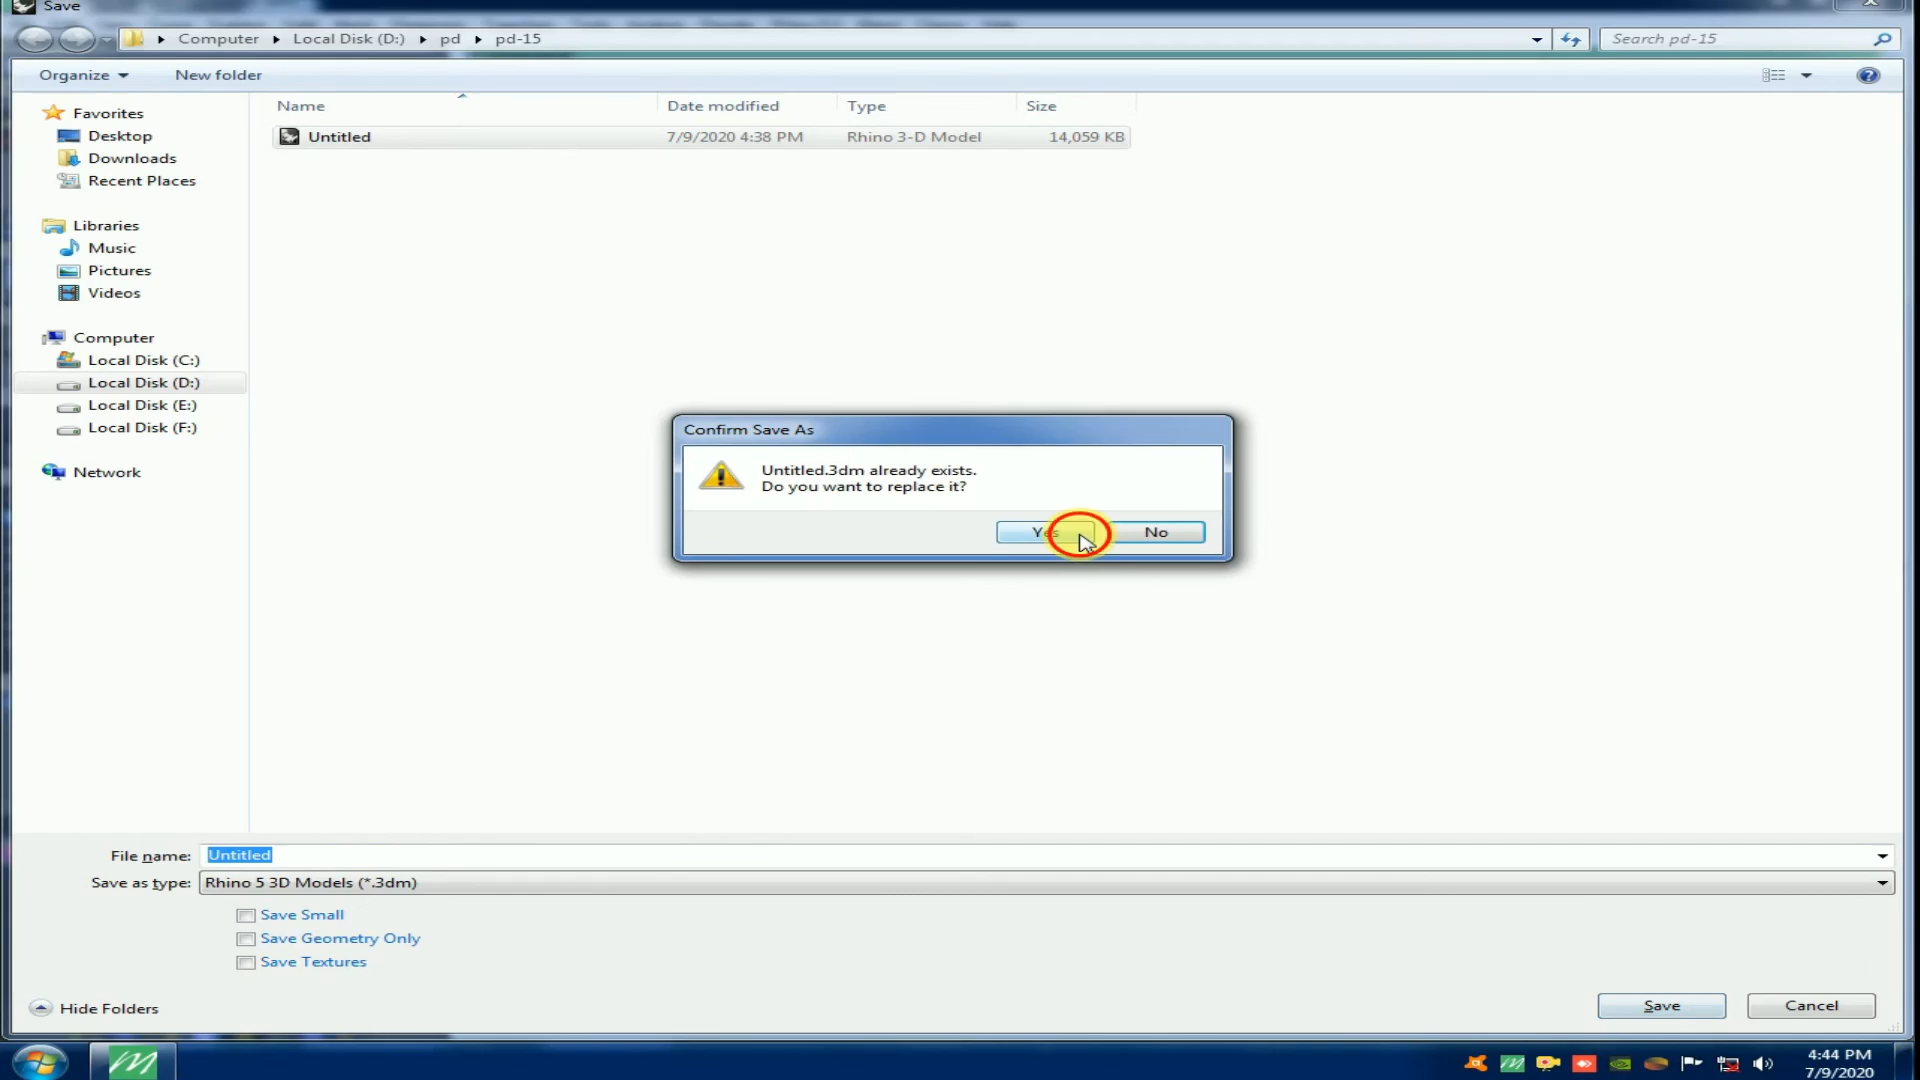 Save
Computer Local Disk (D:) pd pd-15
Search pd-15
Organize New folder
Name Date modified Type Size
Untitled 7/9/2020 4:38 PM Rhino 3-D Model 14,059 KB
Favorites
Desktop
Downloads
Recent Places
Libraries
Music
Pictures
Videos
Computer
Local Disk (C:)
Local Disk (D:)
Local Disk (E:)
Local Disk (F:)
Network
Confirm Save As
Untitled.3dm already exists.
Do you want to replace it?
Yes No
File name: Untitled
Save as type: Rhino 5 3D Models (*.3dm)
Save Small
Save Geometry Only
Save Textures
Hide Folders
Save Cancel
4:44 PM
7/9/2020